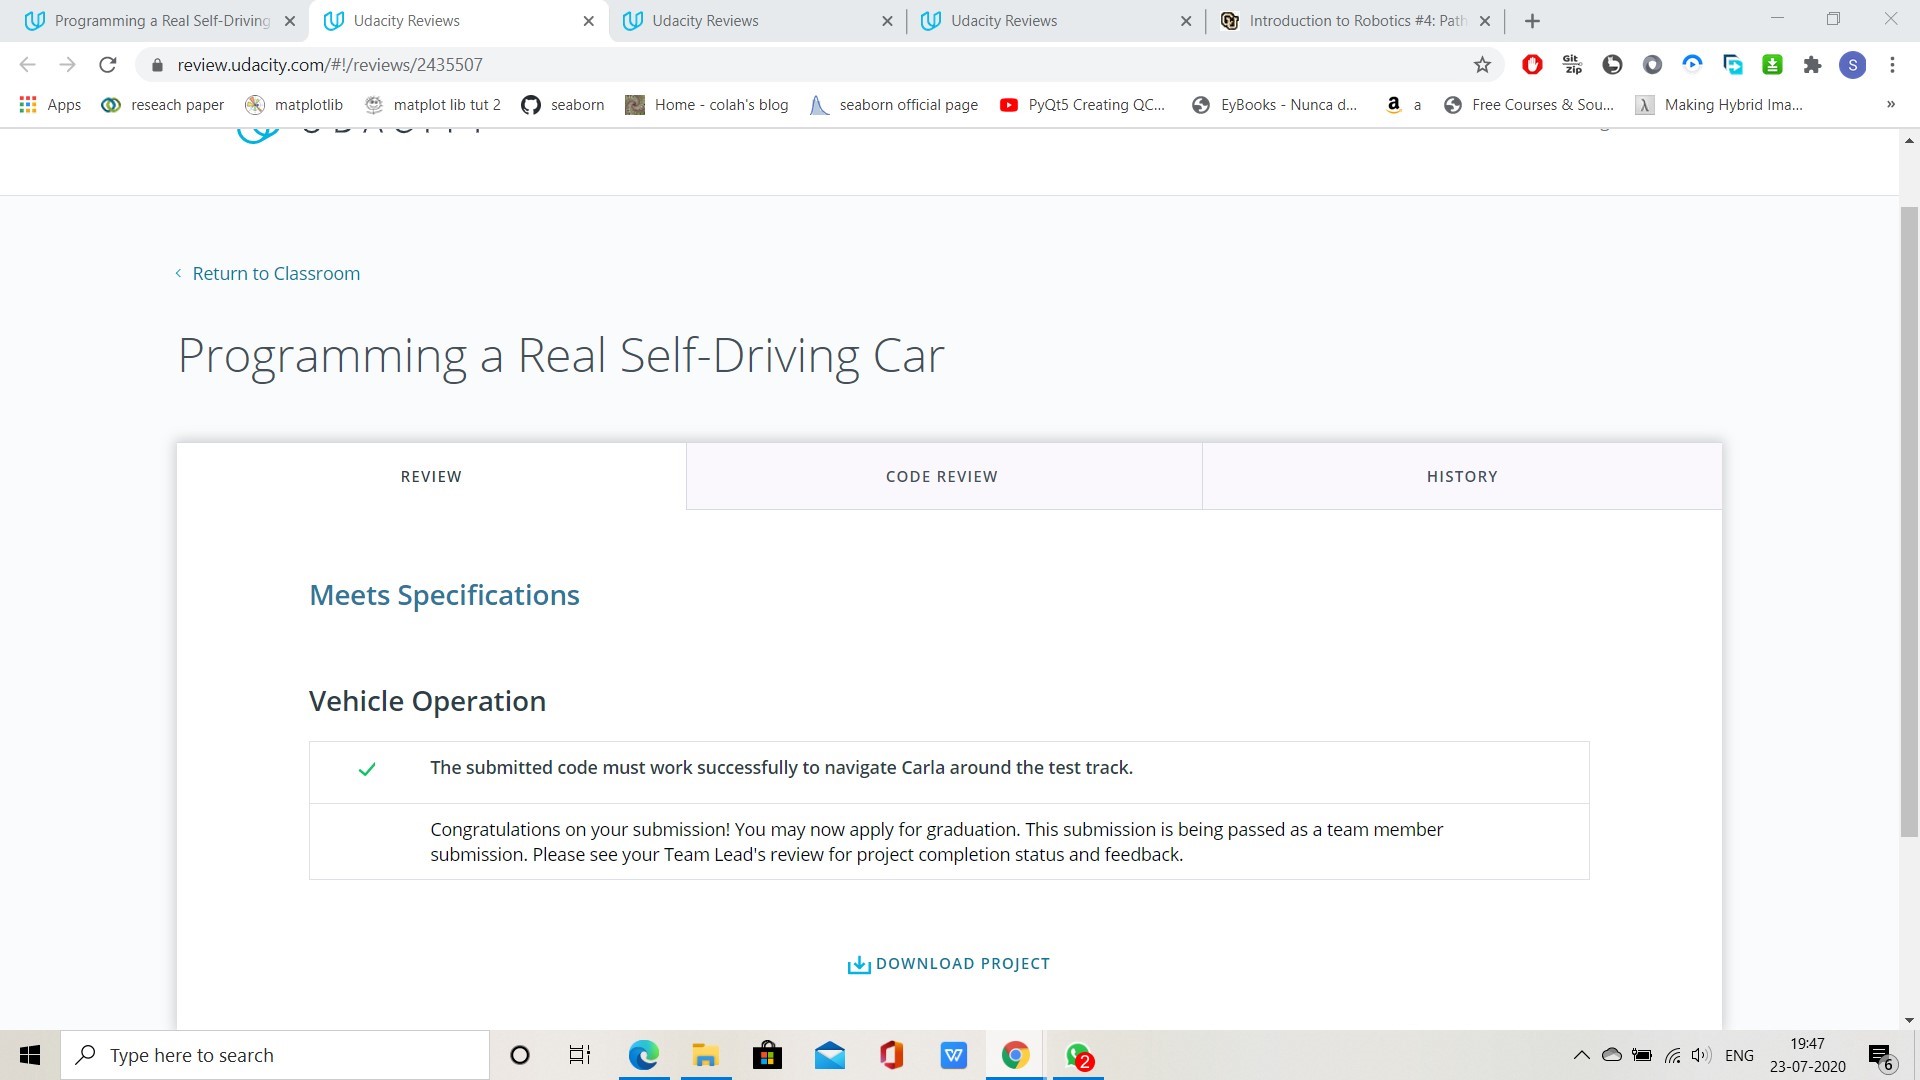 Programming a Real Self-Driving
Udacity Reviews
Udacity Reviews
Udacity Reviews
Introduction to Robotics #4: Path
review.udacity.com/#!/reviews/2435507
Git
Zip
S
Apps
reseach paper
matplotlib
matplot lib tut 2
seaborn
Home - colah's blog
seaborn official page
PyQt5 Creating QC...
EyBooks - Nunca d...
a
Free Courses & Sou...
Making Hybrid Ima...
»
UDACITY
Return to Classroom
Programming a Real Self-Driving Car
REVIEW
CODE REVIEW
HISTORY
Meets Specifications
Vehicle Operation
The submitted code must work successfully to navigate Carla around the test track.
Congratulations on your submission! You may now apply for graduation. This submission is being passed as a team member
submission. Please see your Team Lead's review for project completion status and feedback.
DOWNLOAD PROJECT
Type here to search
2
ENG
19:47
23-07-2020
6